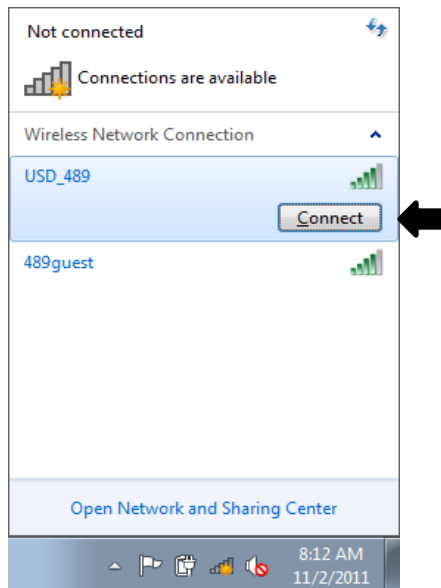 Not connected
Connections are available
Wireless Network Connection
USD_489
Connect
489guest
Open Network and Sharing Center
8:12 AM
11/2/2011